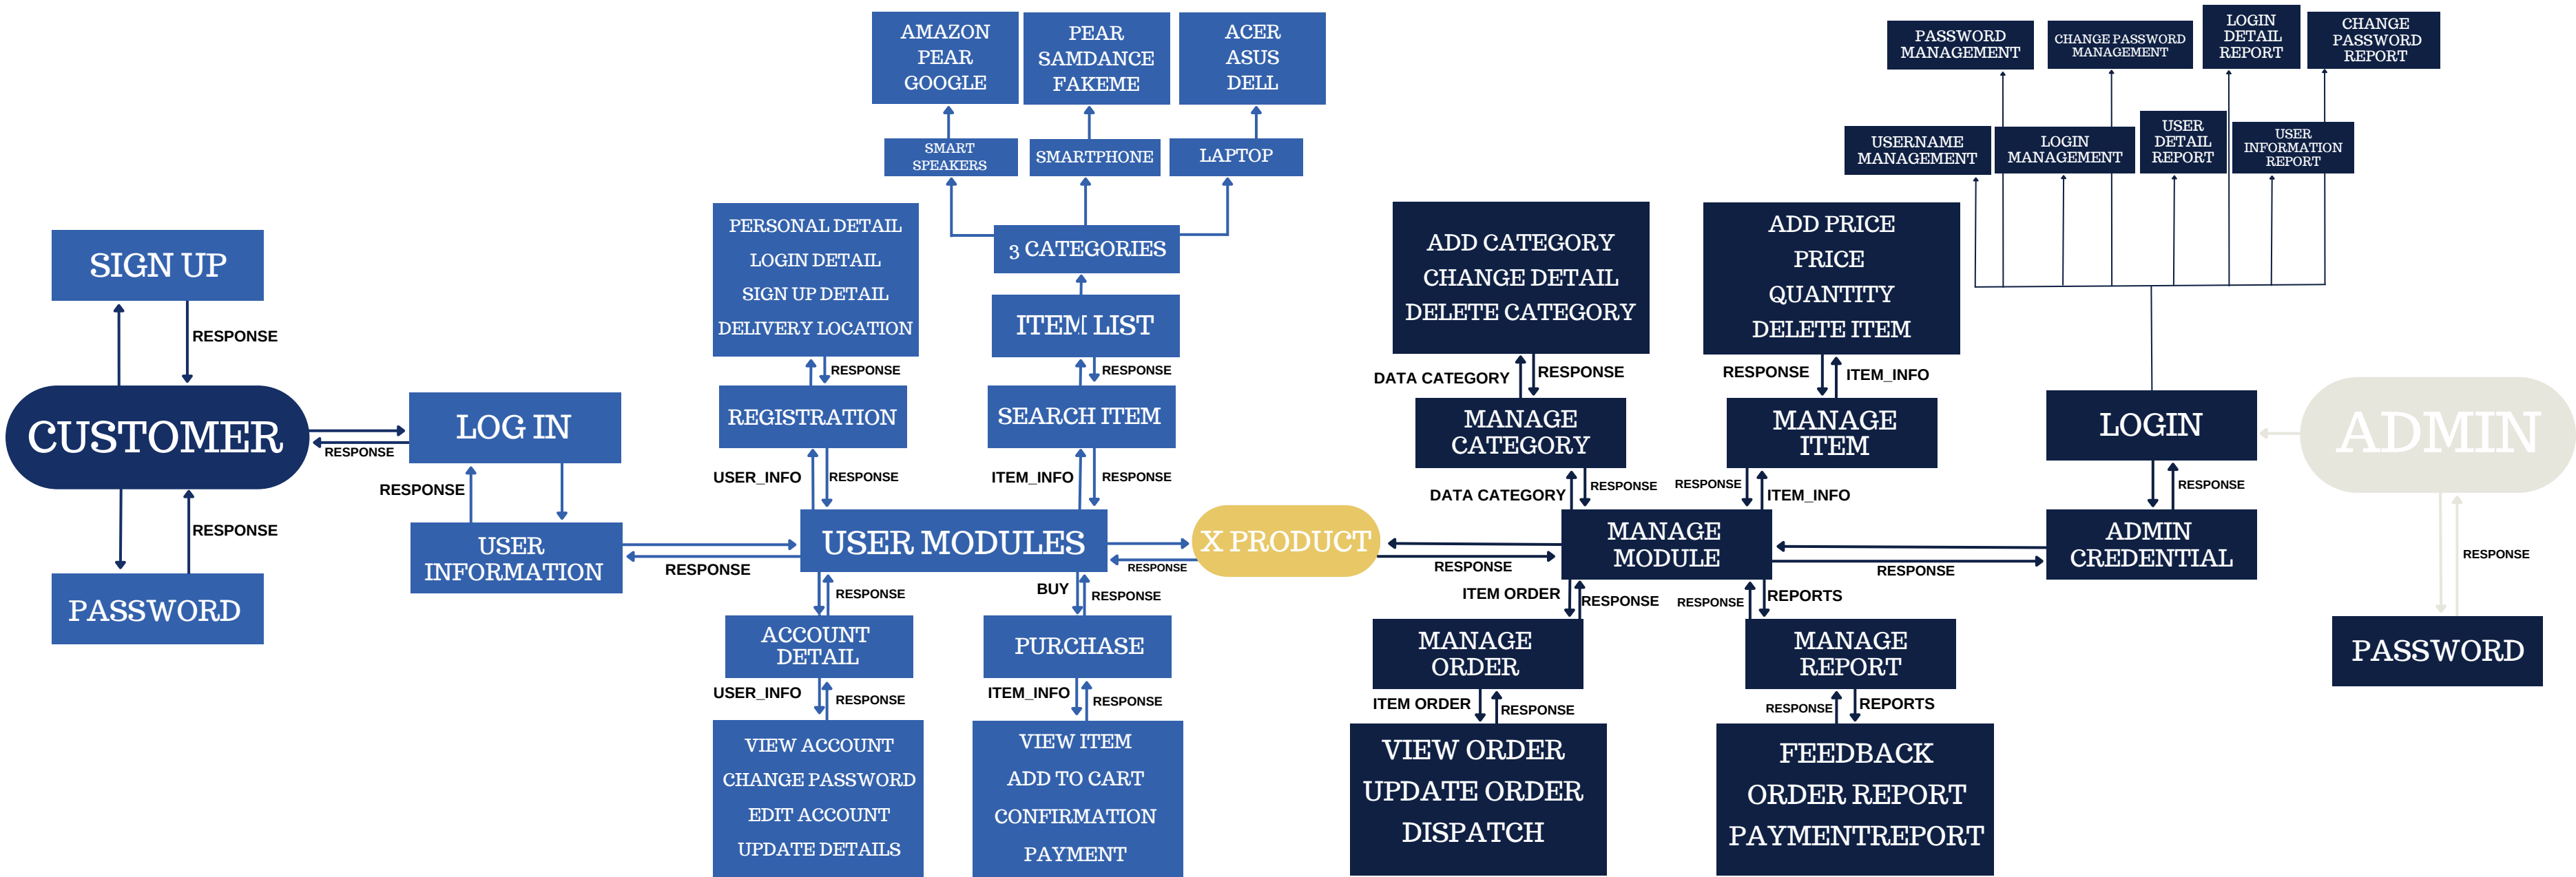 AMAZON
PEAR
GOOGLE
PEAR
SAMDANCE
FAKEME
ACER
ASUS
DELL
PASSWORD
MANAGEMENT
CHANGE PASSWORD
MANAGEMENT
LOGIN
DETAIL
REPORT
CHANGE
PASSWORD
REPORT
SMART
SPEAKERS
SMARTPHONE
LAPTOP
USERNAME
MANAGEMENT
LOGIN
MANAGEMENT
USER
DETAIL
REPORT
USER
INFORMATION
REPORT
SIGN UP
RESPONSE
CUSTOMER
RESPONSE
PASSWORD
RESPONSE
LOG IN
RESPONSE
USER
INFORMATION
RESPONSE
PERSONAL DETAIL
LOGIN DETAIL
SIGN UP DETAIL
DELIVERY LOCATION
RESPONSE
REGISTRATION
USER_INFO
RESPONSE
3 CATEGORIES
ITEM LIST
RESPONSE
SEARCH ITEM
ITEM_INFO
RESPONSE
USER MODULES
RESPONSE
X PRODUCT
RESPONSE
ACCOUNT
DETAIL
USER_INFO
RESPONSE
VIEW ACCOUNT
CHANGE PASSWORD
EDIT ACCOUNT
UPDATE DETAILS
BUY
RESPONSE
PURCHASE
ITEM_INFO
RESPONSE
VIEW ITEM
ADD TO CART
CONFIRMATION
PAYMENT
ADD CATEGORY
CHANGE DETAIL
DELETE CATEGORY
DATA CATEGORY
RESPONSE
MANAGE
CATEGORY
DATA CATEGORY
RESPONSE
ADD PRICE
PRICE
QUANTITY
DELETE ITEM
RESPONSE
ITEM_INFO
MANAGE
ITEM
RESPONSE
ITEM_INFO
RESPONSE
MANAGE
MODULE
RESPONSE
ITEM ORDER
RESPONSE
MANAGE
ORDER
ITEM ORDER
RESPONSE
VIEW ORDER
UPDATE ORDER
DISPATCH
RESPONSE
REPORTS
MANAGE
REPORT
RESPONSE
REPORTS
FEEDBACK
ORDER REPORT
PAYMENTREPORT
LOGIN
RESPONSE
ADMIN
CREDENTIAL
ADMIN
RESPONSE
PASSWORD